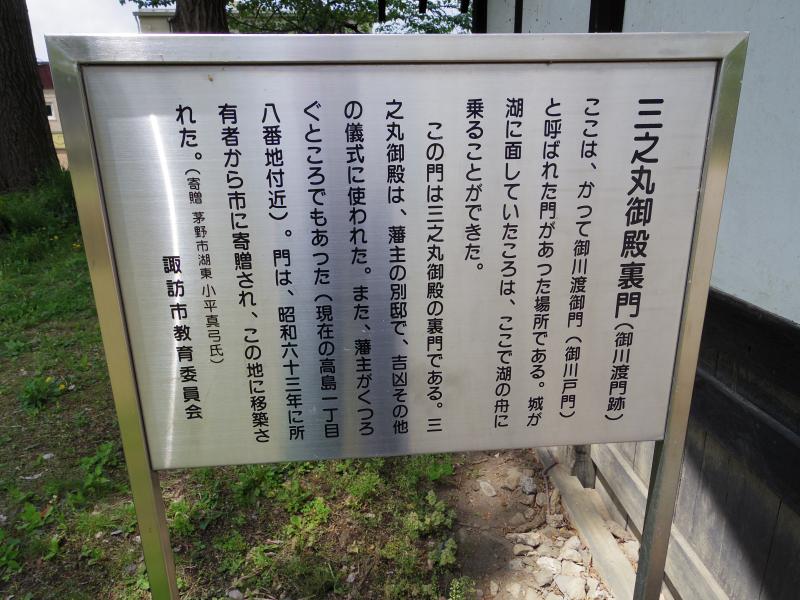 三之丸御殿裏門（御川渡門跡）
ここは、かつて御川渡御門（御川戸門）
と呼ばれた門があった場所である。城が
湖に面していたころは、ここで湖の舟に
乗ることができた。
この門は三之丸御殿の裏門である。三
之丸御殿は、藩主の別邸で、吉凶その他
の儀式に使われた。また、藩主がくつろ
ぐところでもあった（現在の高島一丁目
八番地付近）。門は、昭和六十三年に所
有者から市に寄贈され、この地に移築さ
れた。（寄贈 茅野市湖東 小平真弓氏）
諏訪市教育委員会